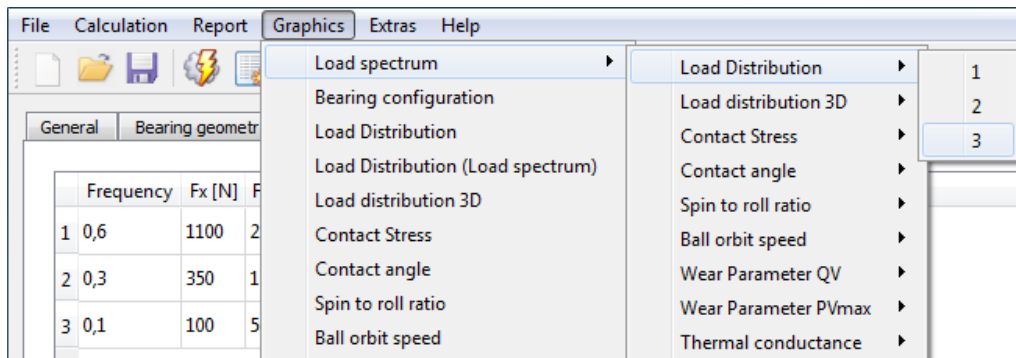 File Calculation Report Graphics Extras Help
Load spectrum
Bearing configuration
Load Distribution
Load Distribution (Load spectrum)
Load distribution 3D
Contact Stress
Contact angle
Spin to roll ratio
Ball orbit speed
Load Distribution
Load distribution 3D
Contact Stress
Contact angle
Spin to roll ratio
Ball orbit speed
Wear Parameter QV
Wear Parameter PVmax
Thermal conductance
1
2
3
General Bearing geometr
Frequency Fx [N] F
1 0,6 1100 2
2 0,3 350 1
3 0,1 100 5